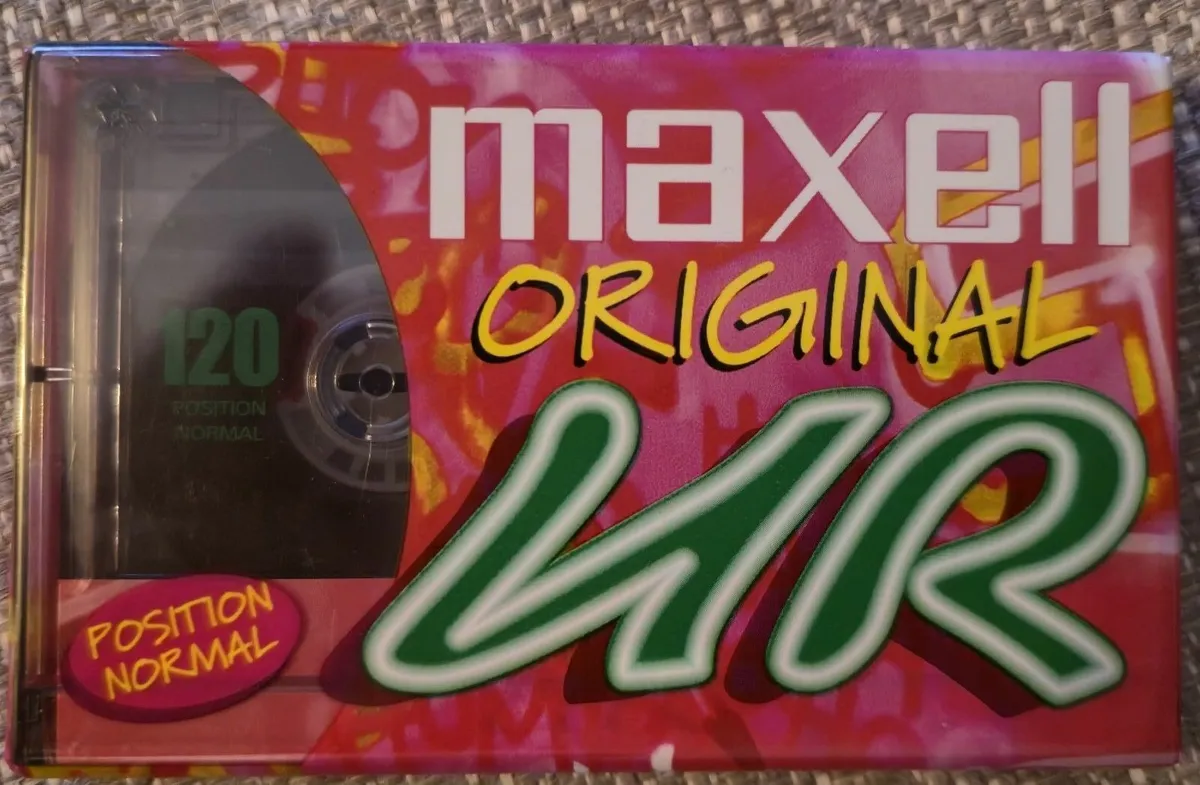 maxell
ORIGINAL
UR
120
POSITION
NORMAL
POSITION
NORMAL